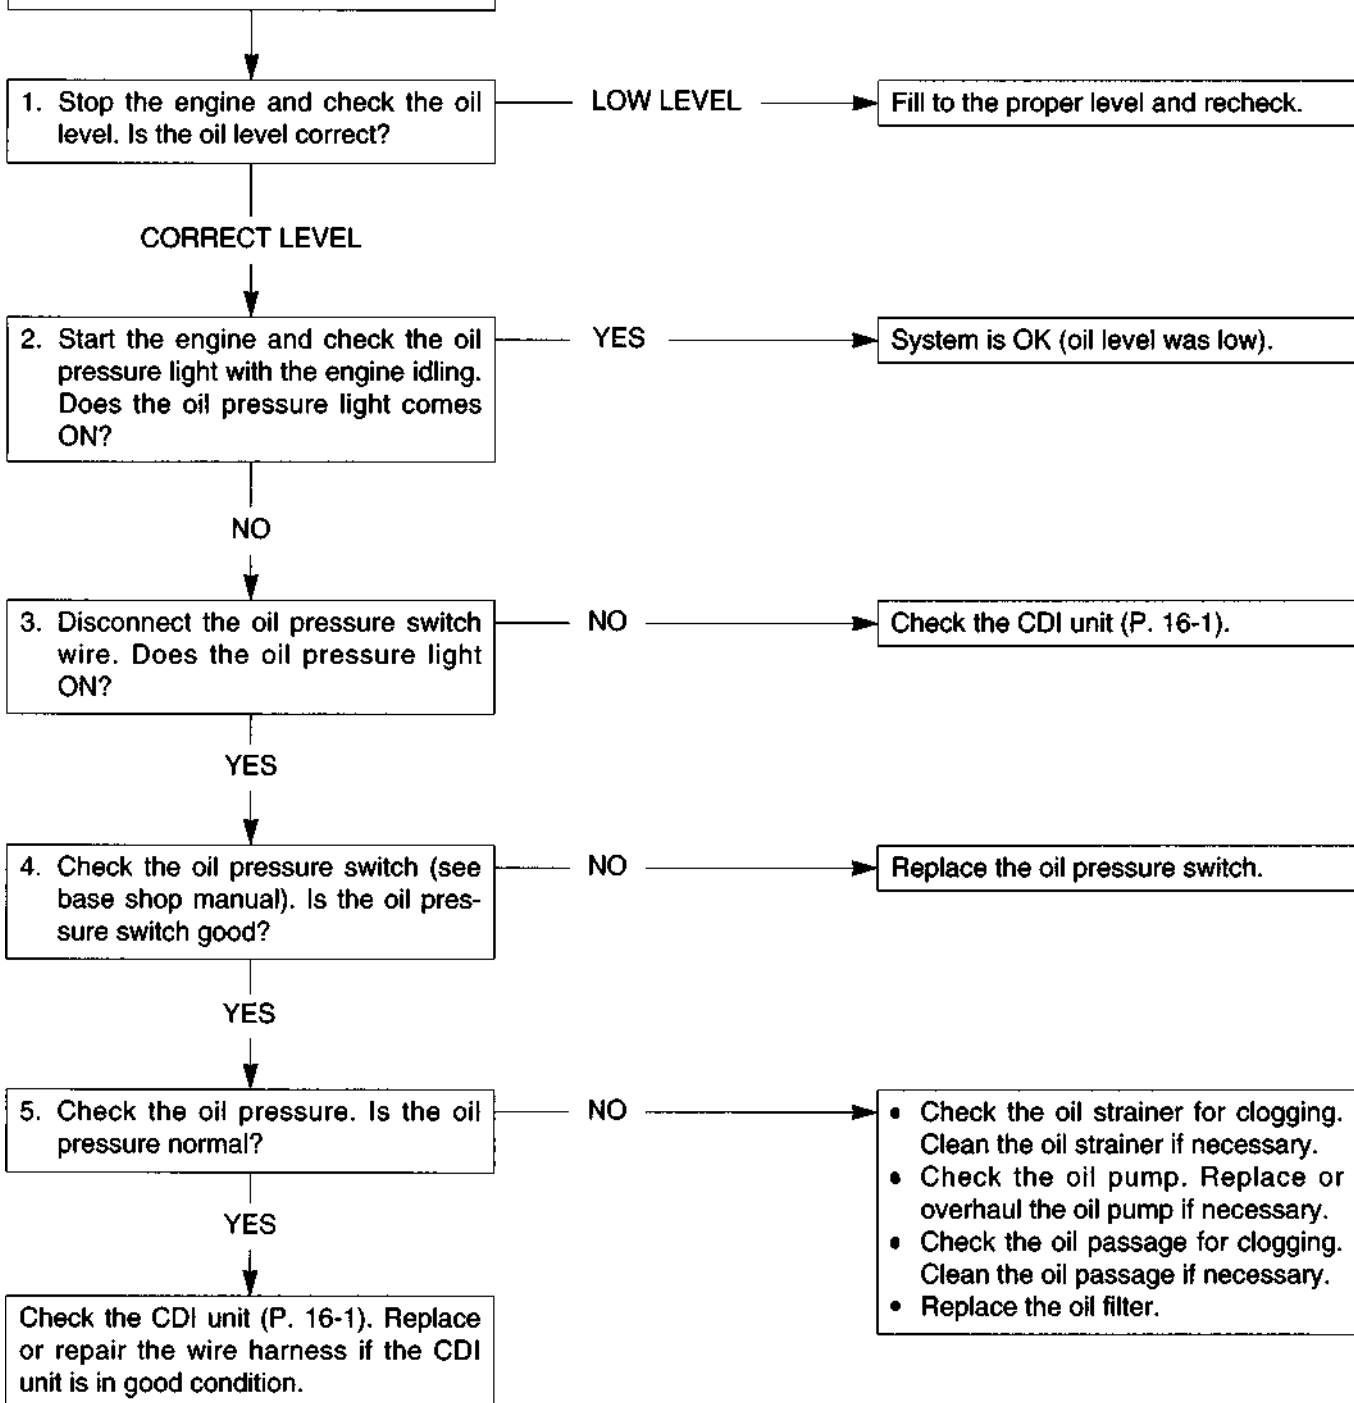 1. Stop the engine and check the oil
level. Is the oil level correct?
LOW LEVEL
Fill to the proper level and recheck.
CORRECT LEVEL
2. Start the engine and check the oil
pressure light with the engine idling.
Does the oil pressure light comes
ON?
YES
System is OK (oil level was low).
NO
3. Disconnect the oil pressure switch
wire. Does the oil pressure light
ON?
NO
Check the CDI unit (P. 16-1).
YES
4. Check the oil pressure switch (see
base shop manual). Is the oil pres-
sure switch good?
NO
Replace the oil pressure switch.
YES
5. Check the oil pressure. Is the oil
pressure normal?
NO
• Check the oil strainer for clogging.
Clean the oil strainer if necessary.
• Check the oil pump. Replace or
overhaul the oil pump if necessary.
• Check the oil passage for clogging.
Clean the oil passage if necessary.
• Replace the oil filter.
YES
Check the CDI unit (P. 16-1). Replace
or repair the wire harness if the CDI
unit is in good condition.